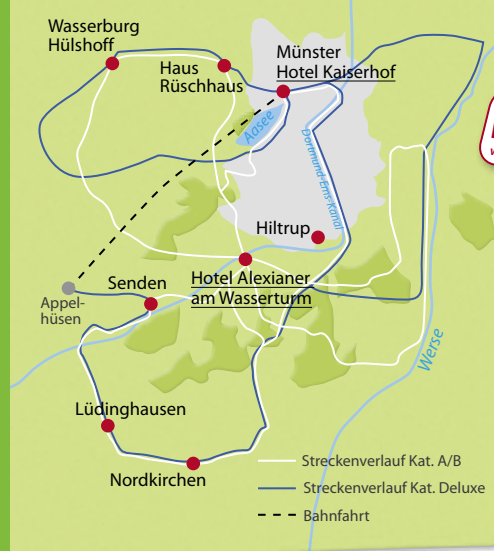 Wasserburg
Hülshoff
Haus
Rüschhaus
Münster
Hotel Kaiserhof
Aasee
Dortmund-Ems-Kanal
Hiltrup
Hotel Alexianer
am Wasserturm
Appel-
hüsen
Senden
Werse
Lüdinghausen
Nordkirchen
Streckenverlauf Kat. A/B
Streckenverlauf Kat. Deluxe
Bahnfahrt